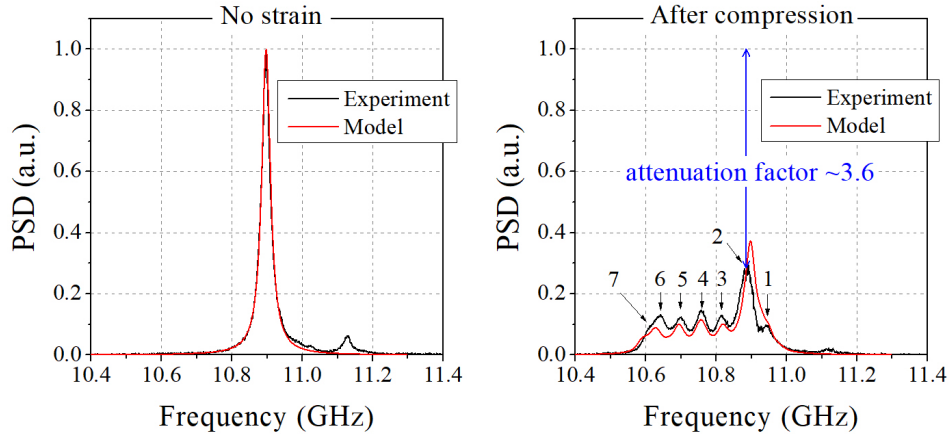 No strain
PSD (a.u.)
1.0
0.8
0.6
0.4
0.2
0.0
Experiment
Model
10.4 10.6 10.8 11.0 11.2 11.4
Frequency (GHz)
After compression
PSD (a.u.)
1.0
0.8
0.6
0.4
0.2
0.0
Experiment
Model
attenuation factor ~3.6
7 6 5 4 3 2 1
10.4 10.6 10.8 11.0 11.2 11.4
Frequency (GHz)